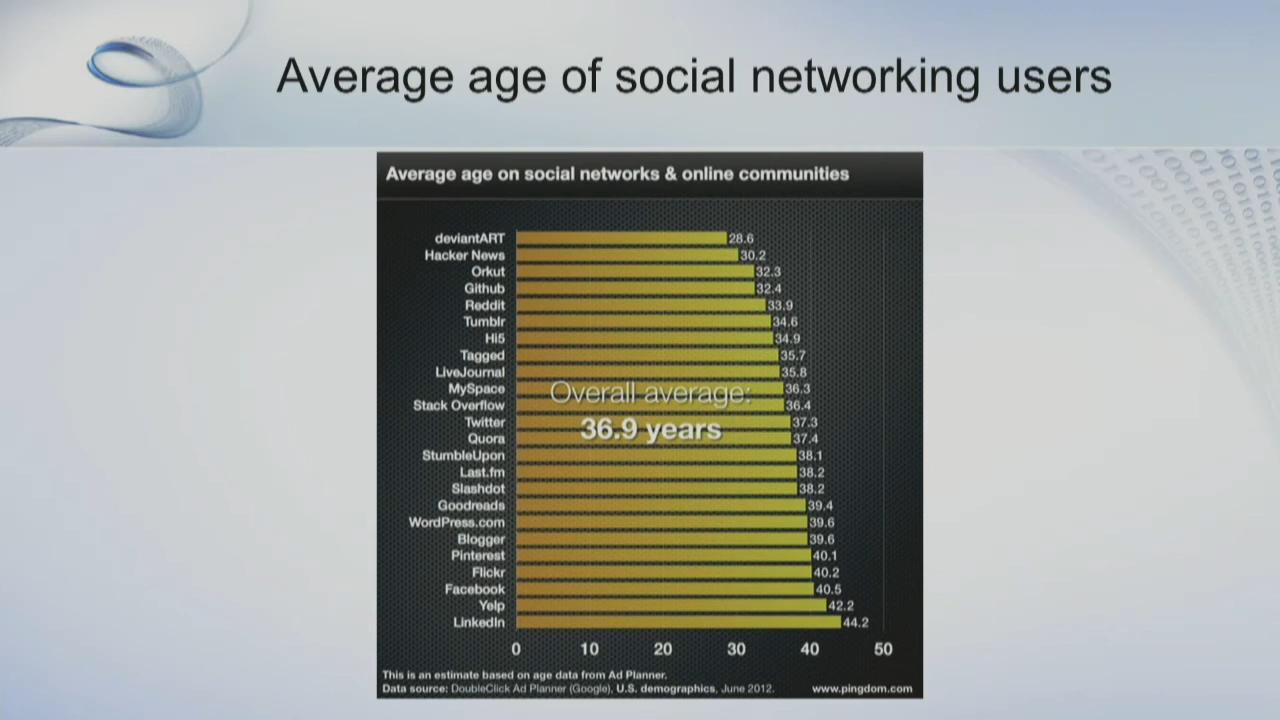 Average age of social networking users
Average age on social networks & online communities
deviantART 28.6
Hacker News 30.2
Orkut 32.3
Github 32.4
Reddit 33.9
Tumblr 34.6
Hi5 34.9
Tagged 35.7
LiveJournal 35.8
MySpace 36.3
Overall average:
Stack Overflow 36.4
Twitter 37.3
36.9 years
Quora 37.4
StumbleUpon 38.1
Last.fm 38.2
Slashdot 38.2
Goodreads 39.4
WordPress.com 39.6
Blogger 39.6
Pinterest 40.1
Flickr 40.2
Facebook 40.5
Yelp 42.2
LinkedIn 44.2
0 10 20 30 40 50
This is an estimate based on age data from Ad Planner.
Data source: DoubleClick Ad Planner (Google), U.S. demographics, June 2012. www.pingdom.com